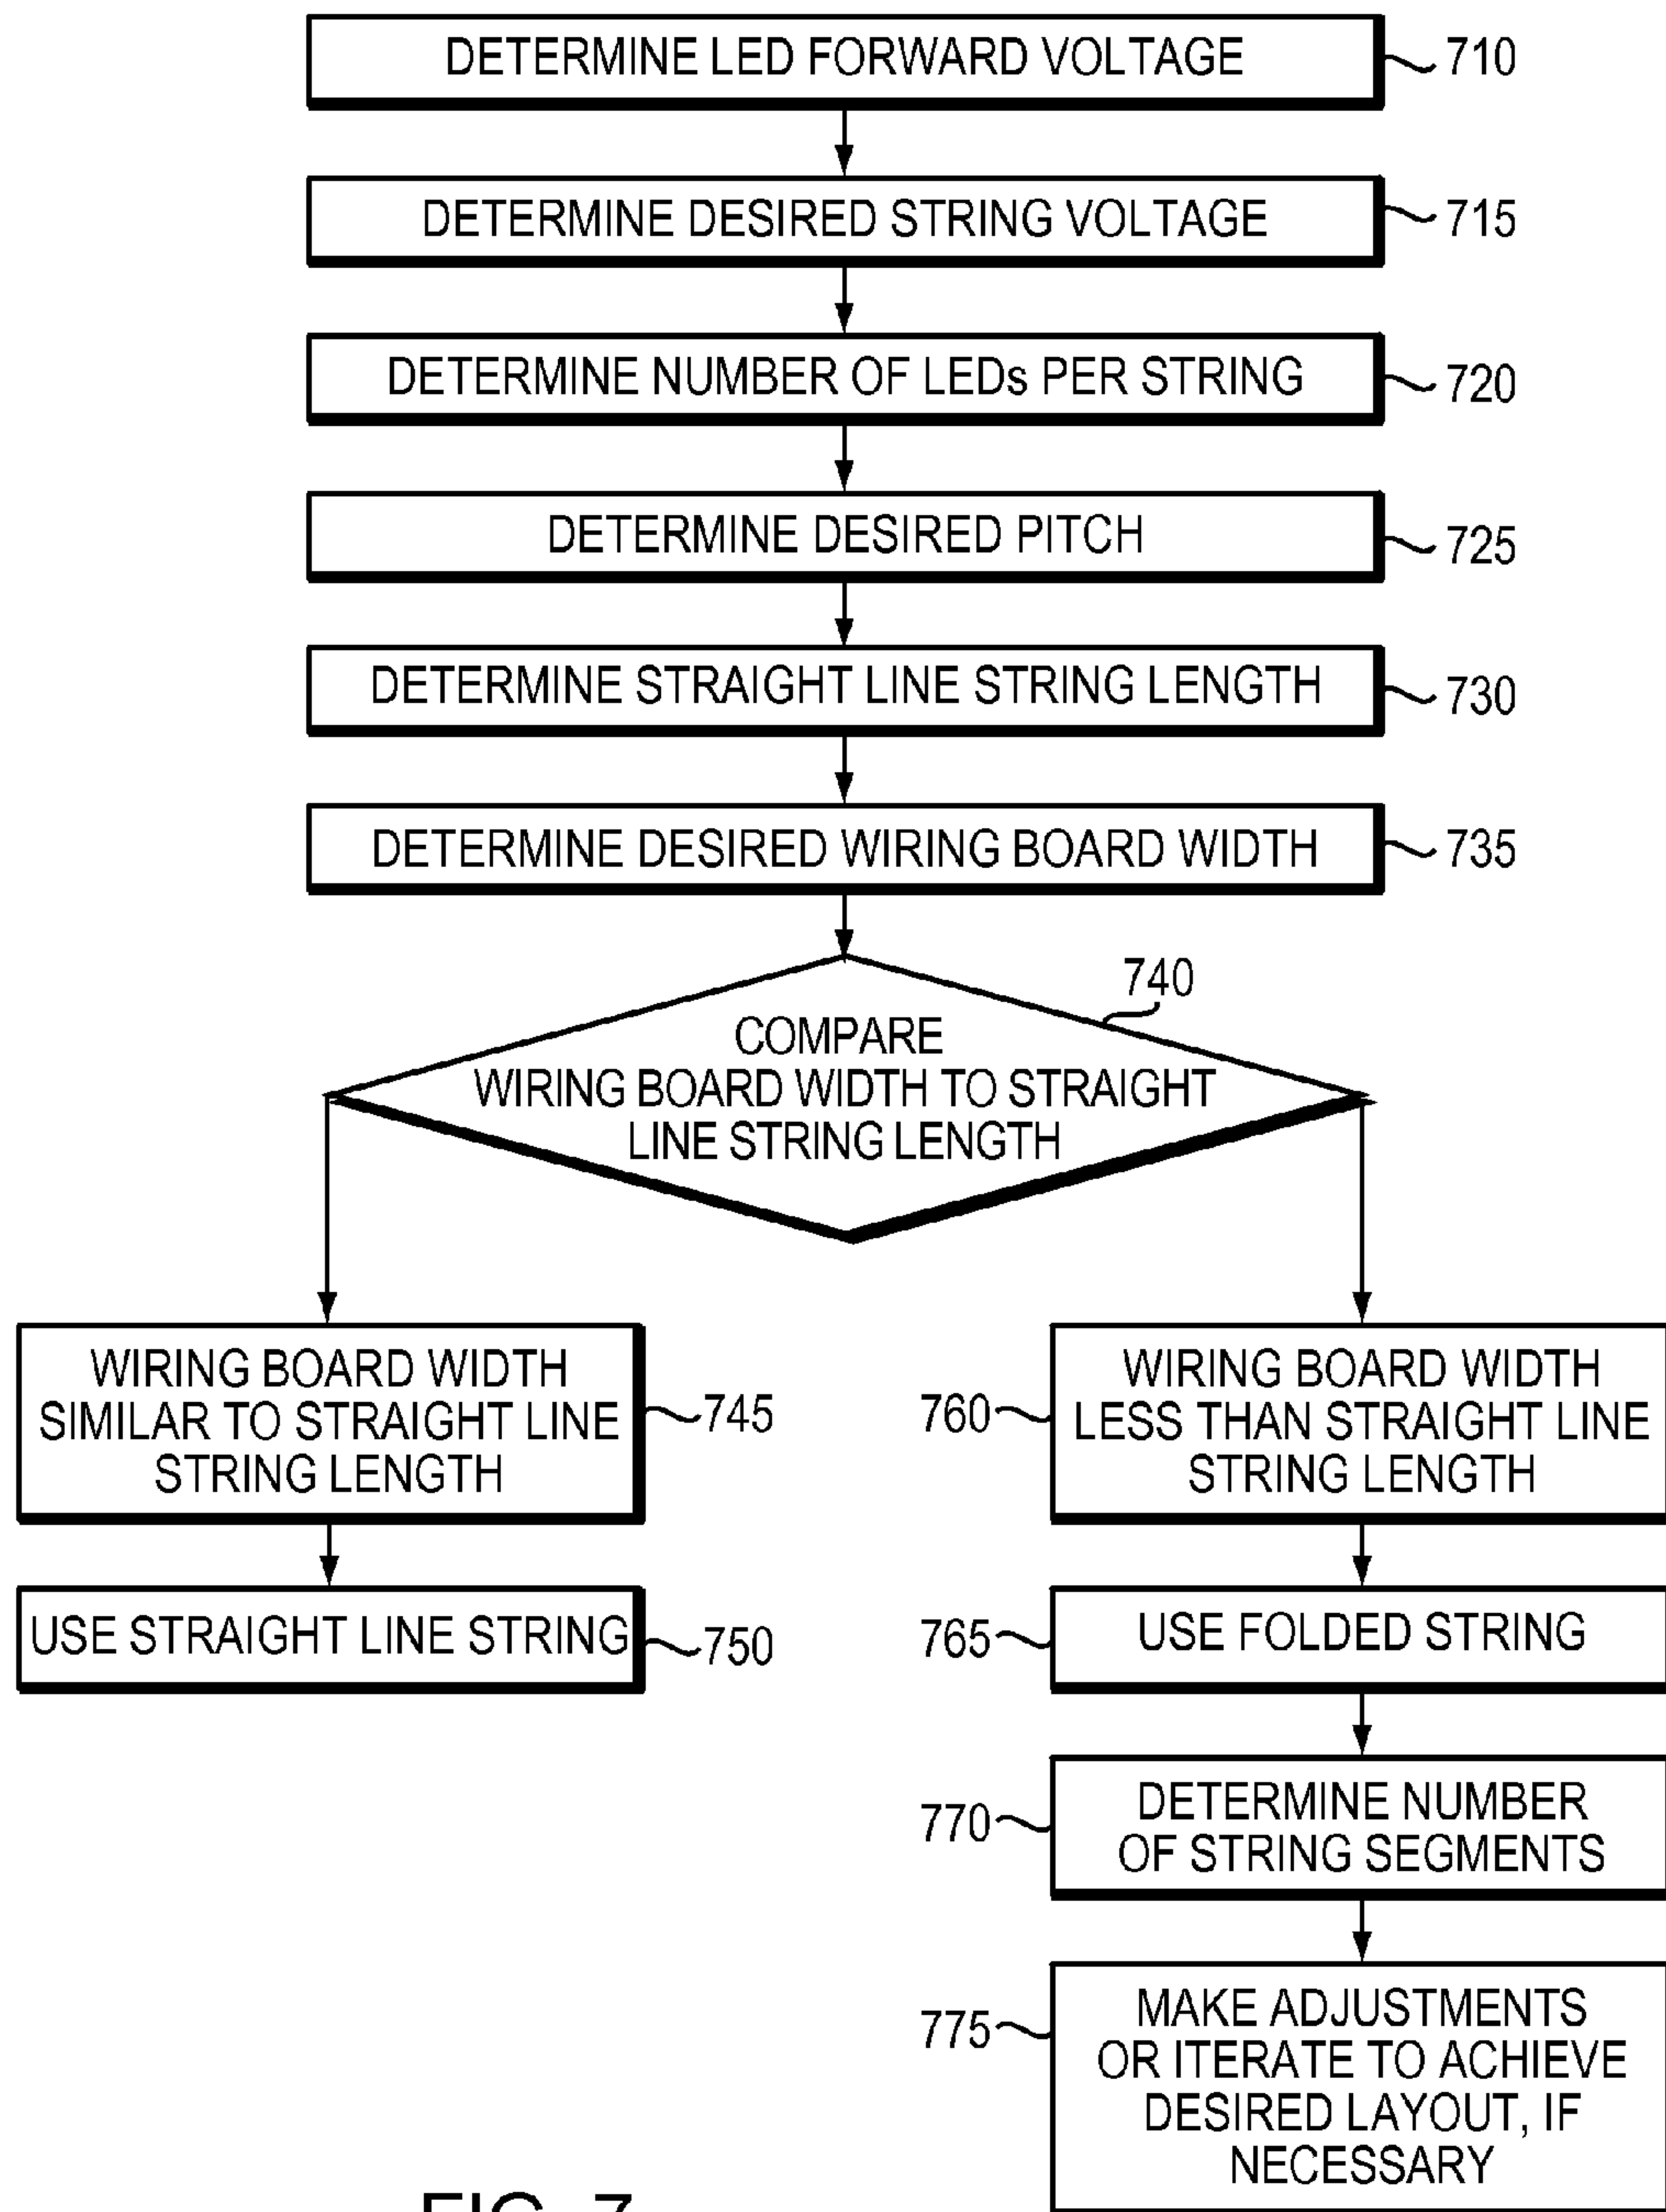 DETERMINE LED FORWARD VOLTAGE
710
DETERMINE DESIRED STRING VOLTAGE
715
DETERMINE NUMBER OF LEDs PER STRING
720
DETERMINE DESIRED PITCH
725
DETERMINE STRAIGHT LINE STRING LENGTH
730
DETERMINE DESIRED WIRING BOARD WIDTH
735
740
COMPARE
WIRING BOARD WIDTH TO STRAIGHT
LINE STRING LENGTH
WIRING BOARD WIDTH
SIMILAR TO STRAIGHT LINE
STRING LENGTH
745
USE STRAIGHT LINE STRING
750
760
WIRING BOARD WIDTH
LESS THAN STRAIGHT LINE
STRING LENGTH
765
USE FOLDED STRING
770
DETERMINE NUMBER
OF STRING SEGMENTS
775
MAKE ADJUSTMENTS
OR ITERATE TO ACHIEVE
DESIRED LAYOUT, IF
NECESSARY
FIG. 7